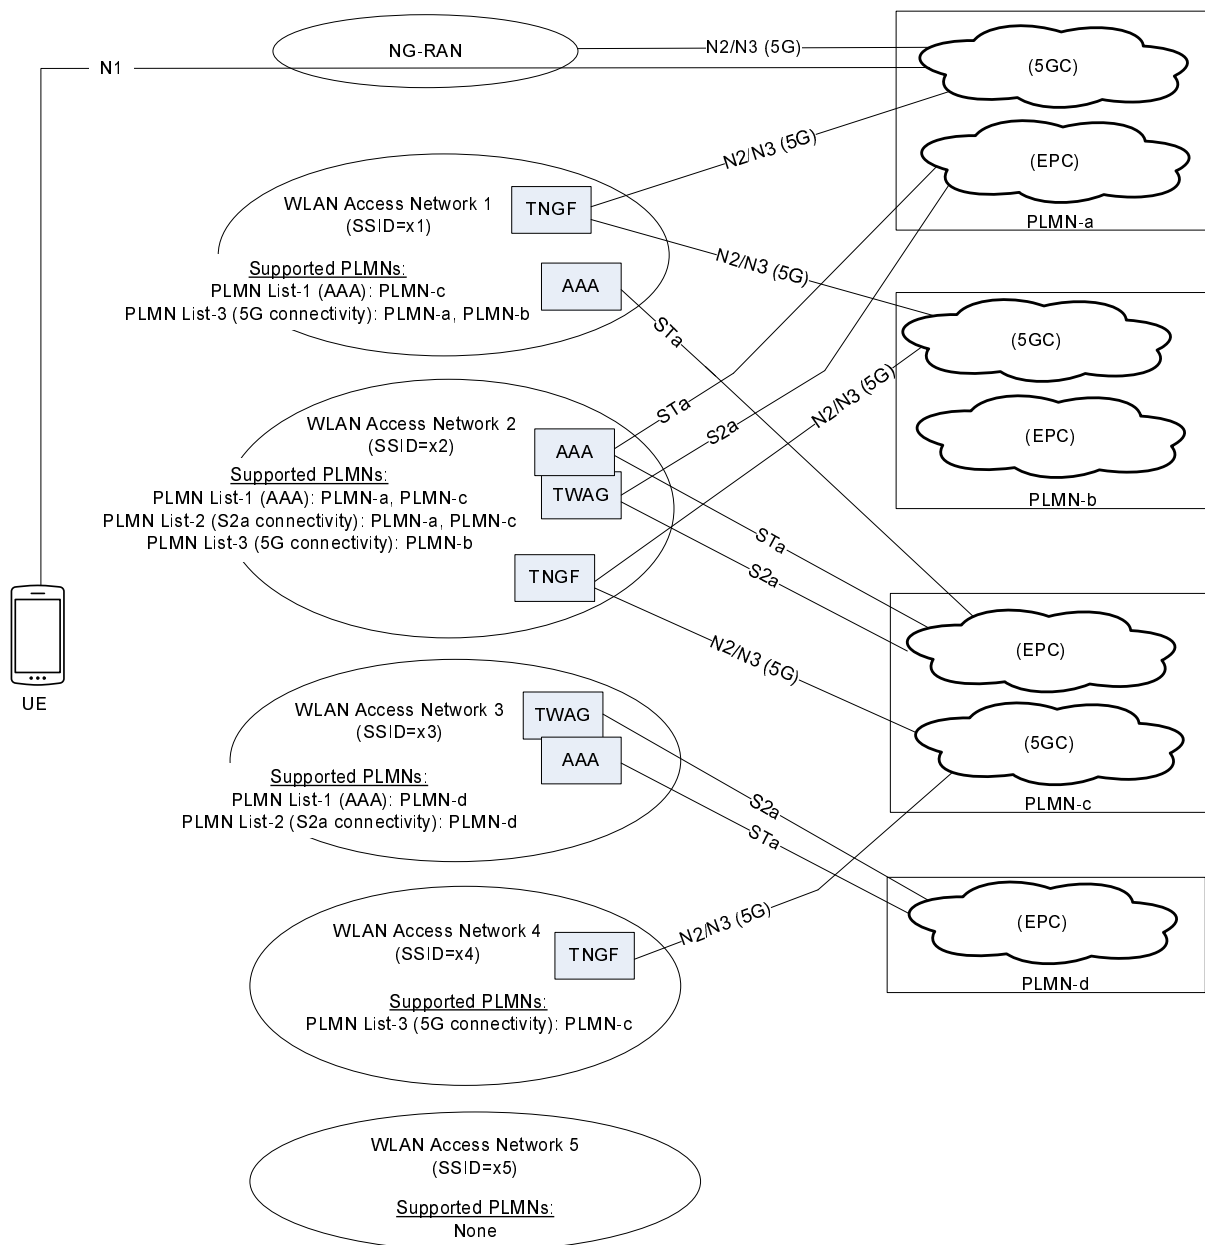 NG-RAN
N2/N3 (5G)
(5GC)
N1
N2/N3 (5G)
(EPC)
PLMN-a
WLAN Access Network 1
(SSID=x1)
TNGF
Supported PLMNs:
PLMN List-1 (AAA): PLMN-c
PLMN List-3 (5G connectivity): PLMN-a, PLMN-b
AAA
N2/N3 (5G)
STa
(5GC)
(EPC)
PLMN-b
N2/N3 (5G)
STa
S2a
WLAN Access Network 2
(SSID=x2)
AAA
Supported PLMNs:
PLMN List-1 (AAA): PLMN-a, PLMN-c
PLMN List-2 (S2a connectivity): PLMN-a, PLMN-c
PLMN List-3 (5G connectivity): PLMN-b
TWAG
TNGF
STa
S2a
N2/N3 (5G)
(EPC)
(5GC)
PLMN-c
UE
WLAN Access Network 3
(SSID=x3)
TWAG
AAA
Supported PLMNs:
PLMN List-1 (AAA): PLMN-d
PLMN List-2 (S2a connectivity): PLMN-d
S2a
STa
(EPC)
PLMN-d
WLAN Access Network 4
(SSID=x4)
TNGF
N2/N3 (5G)
Supported PLMNs:
PLMN List-3 (5G connectivity): PLMN-c
WLAN Access Network 5
(SSID=x5)
Supported PLMNs:
None